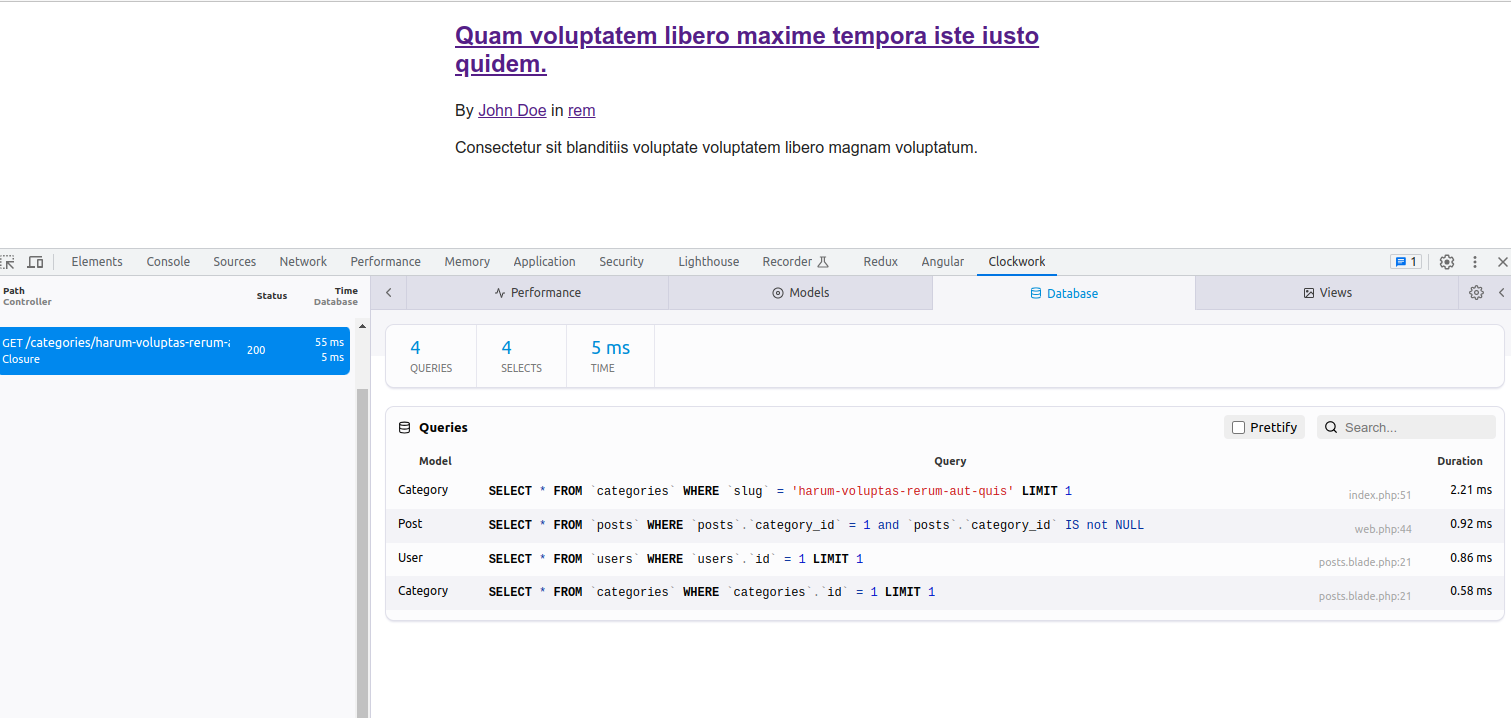 Quam voluptatem libero maxime tempora iste iusto
quidem.
By John Doe in rem
Consectetur sit blanditiis voluptate voluptatem libero magnam voluptatum.
Elements Console Sources Network Performance Memory Application Security Lighthouse Recorder Redux Angular Clockwork 1
Path Status Time
Controller Database
Performance Models Database Views
GET /categories/harum-voluptas-rerum- 200 55 ms
Closure 5 ms
4 4 5 ms
QUERIES SELECTS TIME
Queries Prettify Search...
Model Query Duration
Category SELECT * FROM `categories` WHERE `slug` = 'harum-voluptas-rerum-aut-quis' LIMIT 1 index.php:51 2.21 ms
Post SELECT * FROM `posts` WHERE `posts`.`category_id` = 1 and `posts`.`category_id` IS not NULL web.php:44 0.92 ms
User SELECT * FROM `users` WHERE `users`.`id` = 1 LIMIT 1 posts.blade.php:21 0.86 ms
Category SELECT * FROM `categories` WHERE `categories`.`id` = 1 LIMIT 1 posts.blade.php:21 0.58 ms